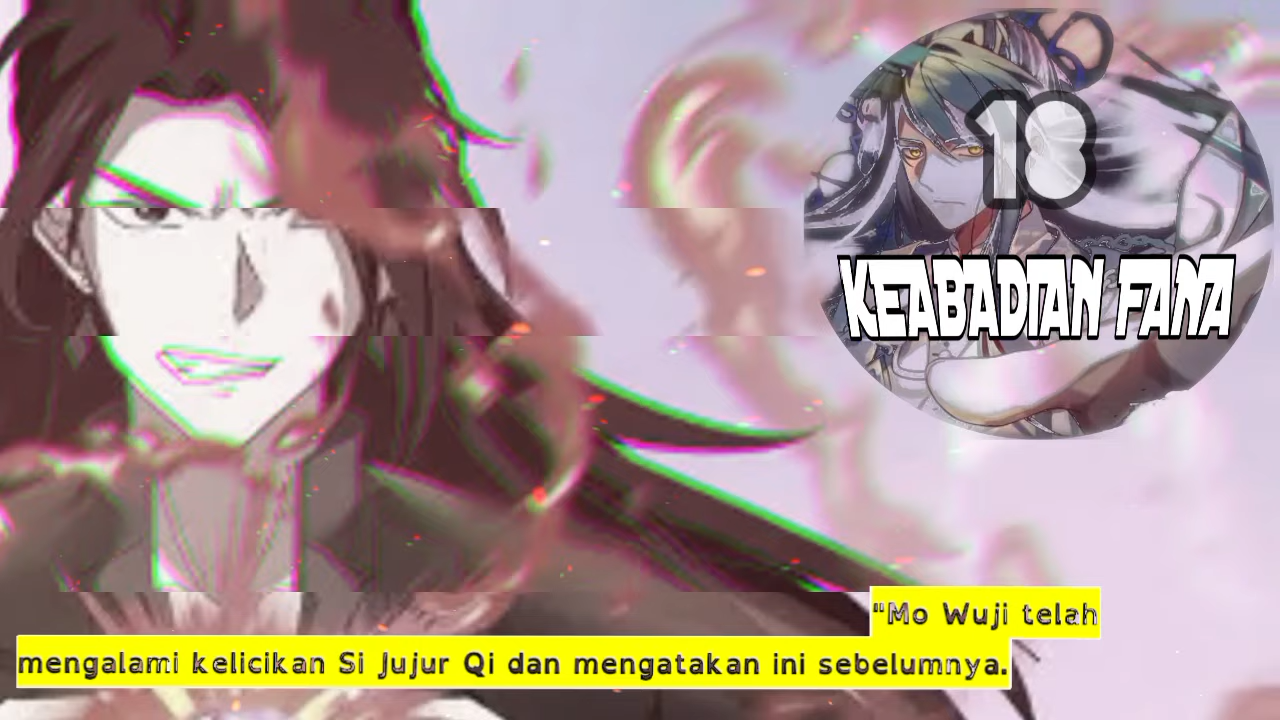 18
KEABADIAN FANA
"Mo Wuji telah
mengalami kelicikan Si Jujur Qi dan mengatakan ini sebelumnya.